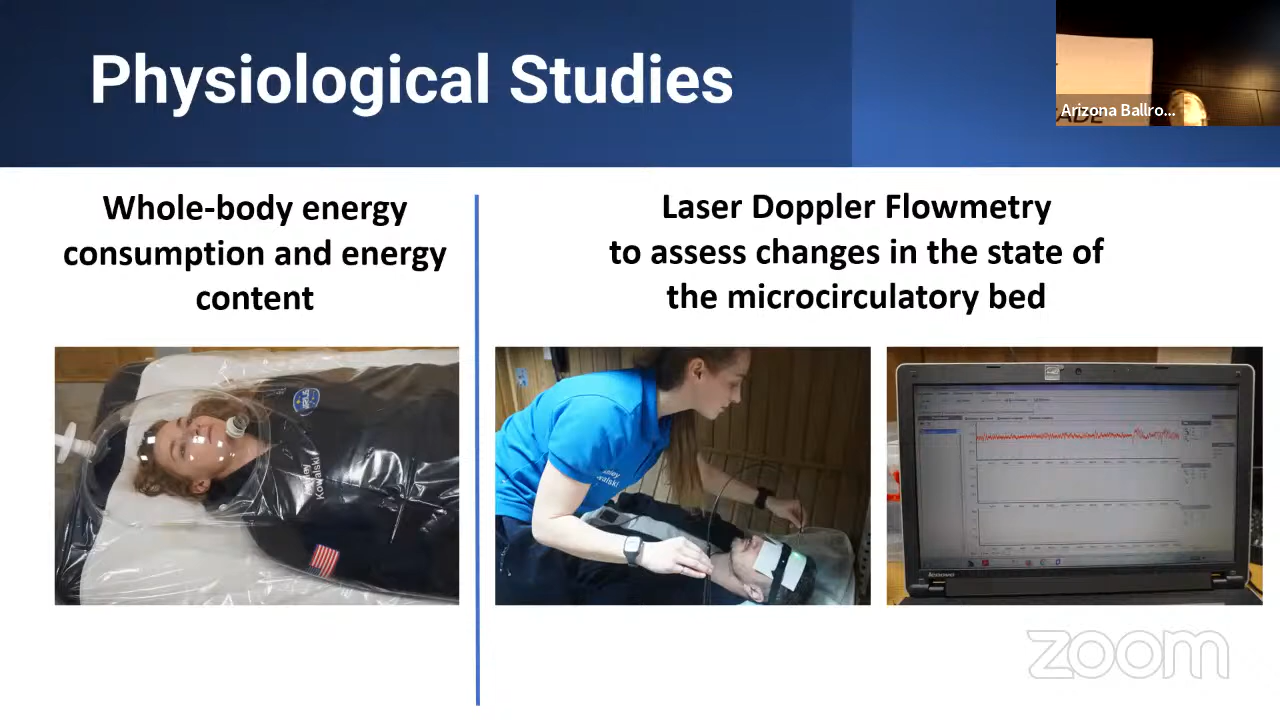 Physiological Studies
Arizona Ballro...
Whole-body energy
consumption and energy
content
Laser Doppler Flowmetry
to assess changes in the state of
the microcirculatory bed
Kowalski
lenovo
zoom